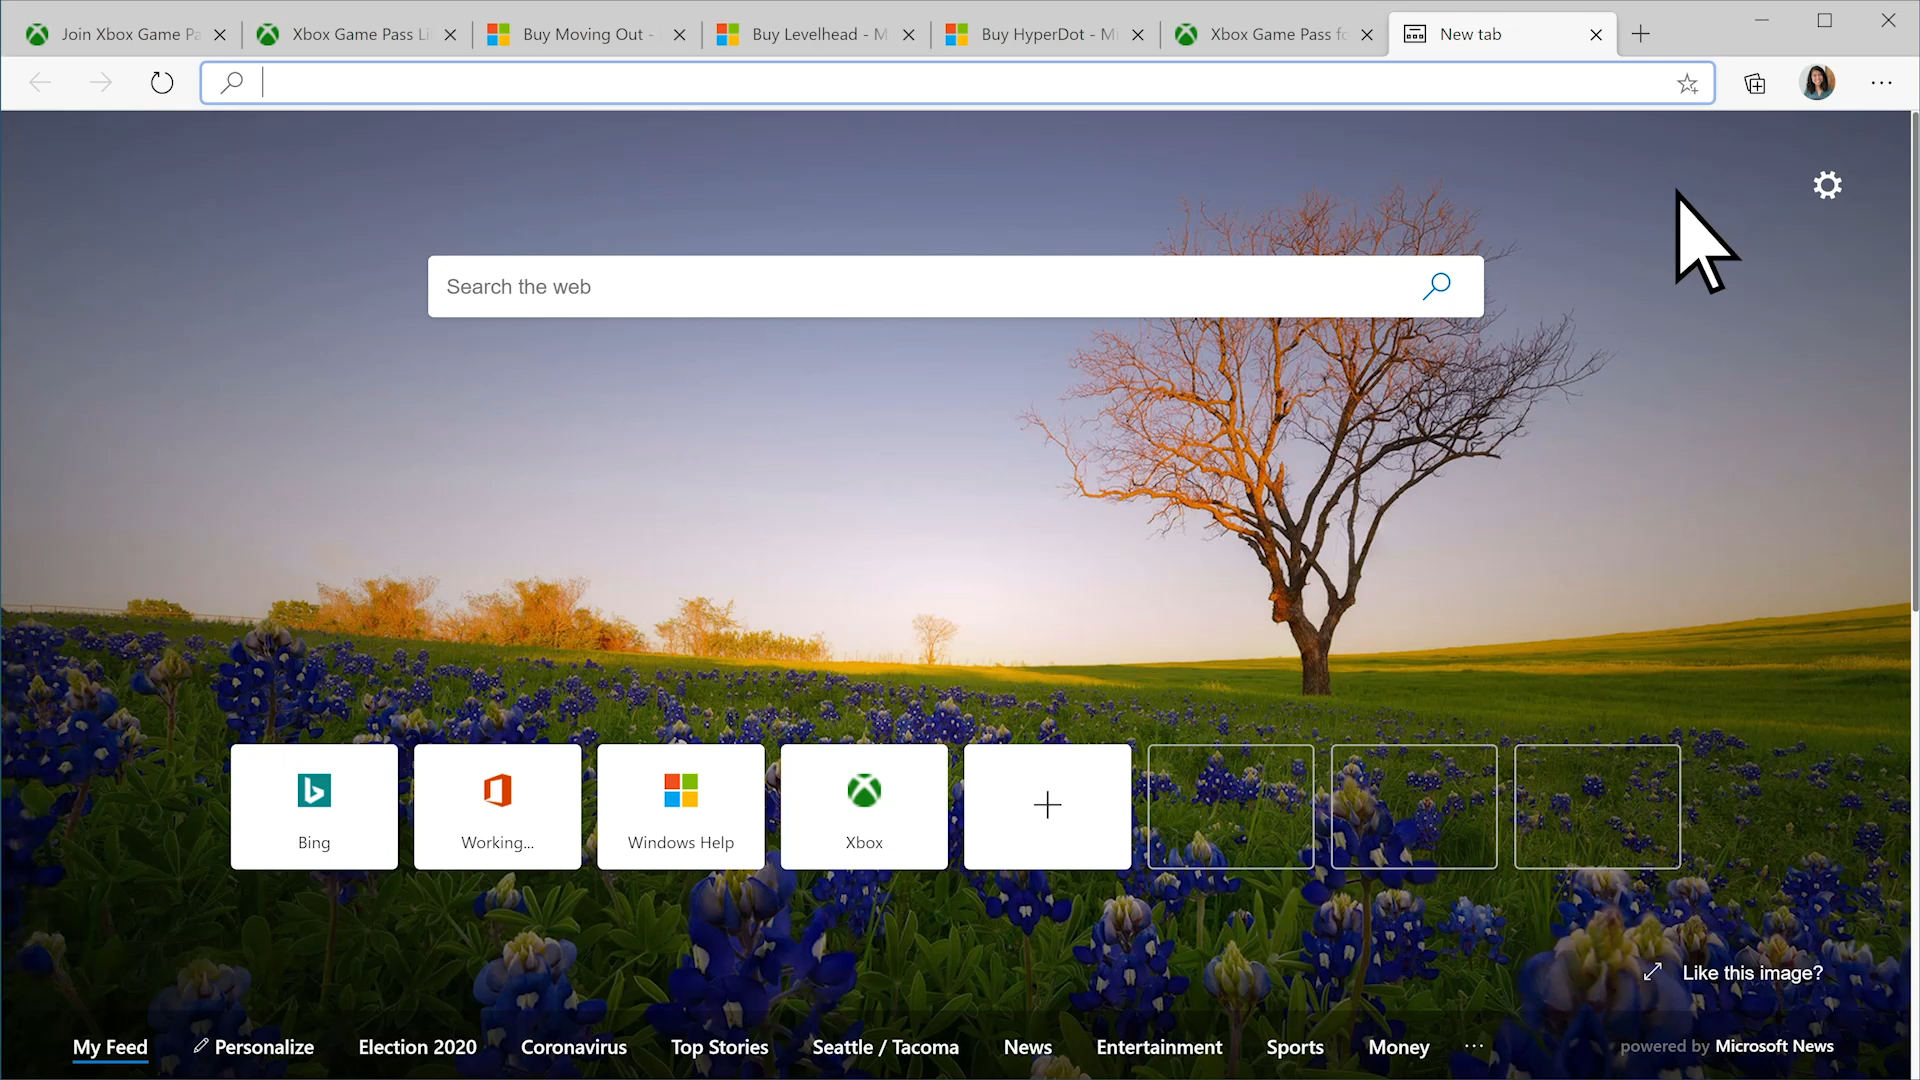 Join Xbox Game Pa
Xbox Game Pass Li
Buy Moving Out -
Buy Levelhead - M
Buy HyperDot - Mi
Xbox Game Pass fo
New tab
Search the web
Bing
Working...
Windows Help
Xbox
Like this image?
My Feed
Personalize
Election 2020
Coronavirus
Top Stories
Seattle / Tacoma
News
Entertainment
Sports
Money
...
powered by Microsoft News